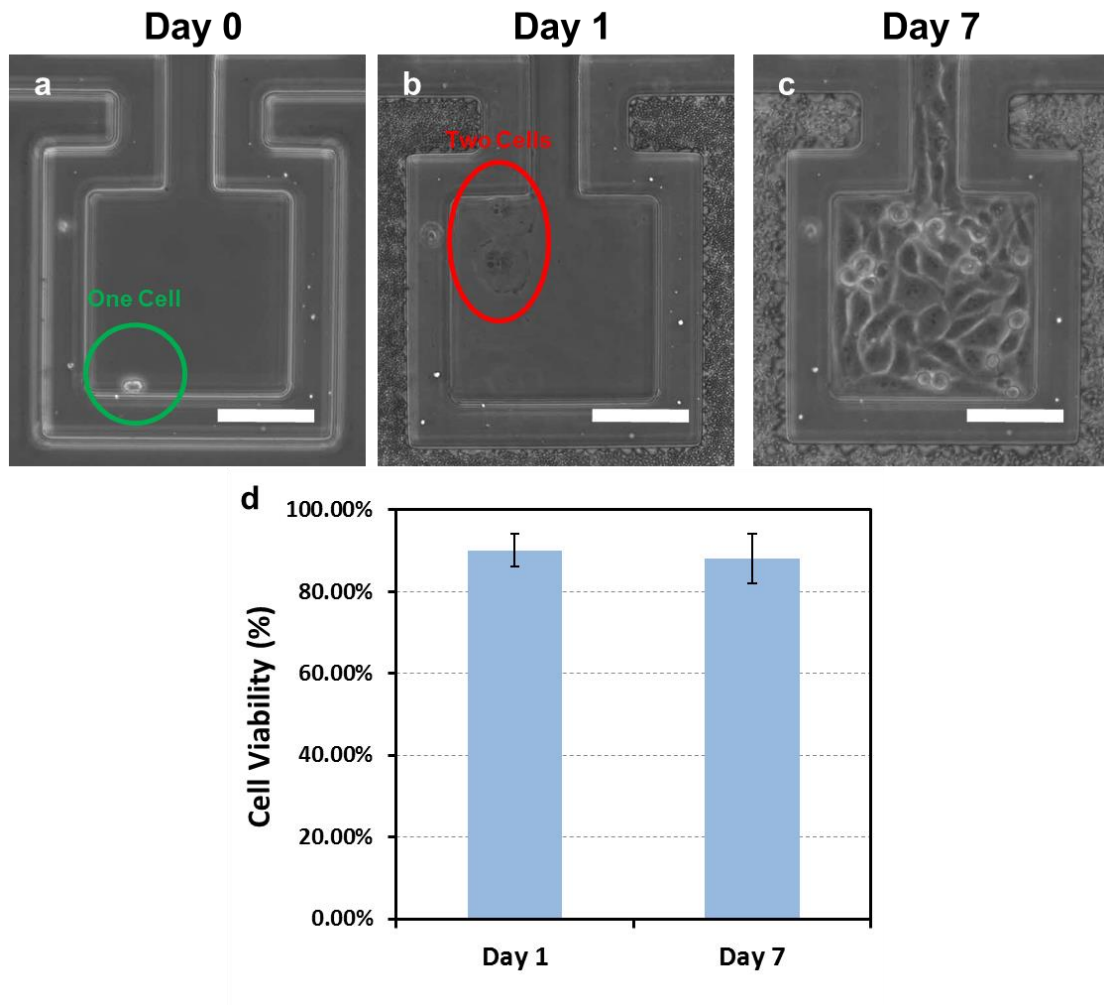 Day 0
Day 1
Day 7
a
b
c
One Cell
Two Cells
d
100.00%
80.00%
60.00%
40.00%
20.00%
0.00%
Cell Viability (%)
Day 1
Day 7